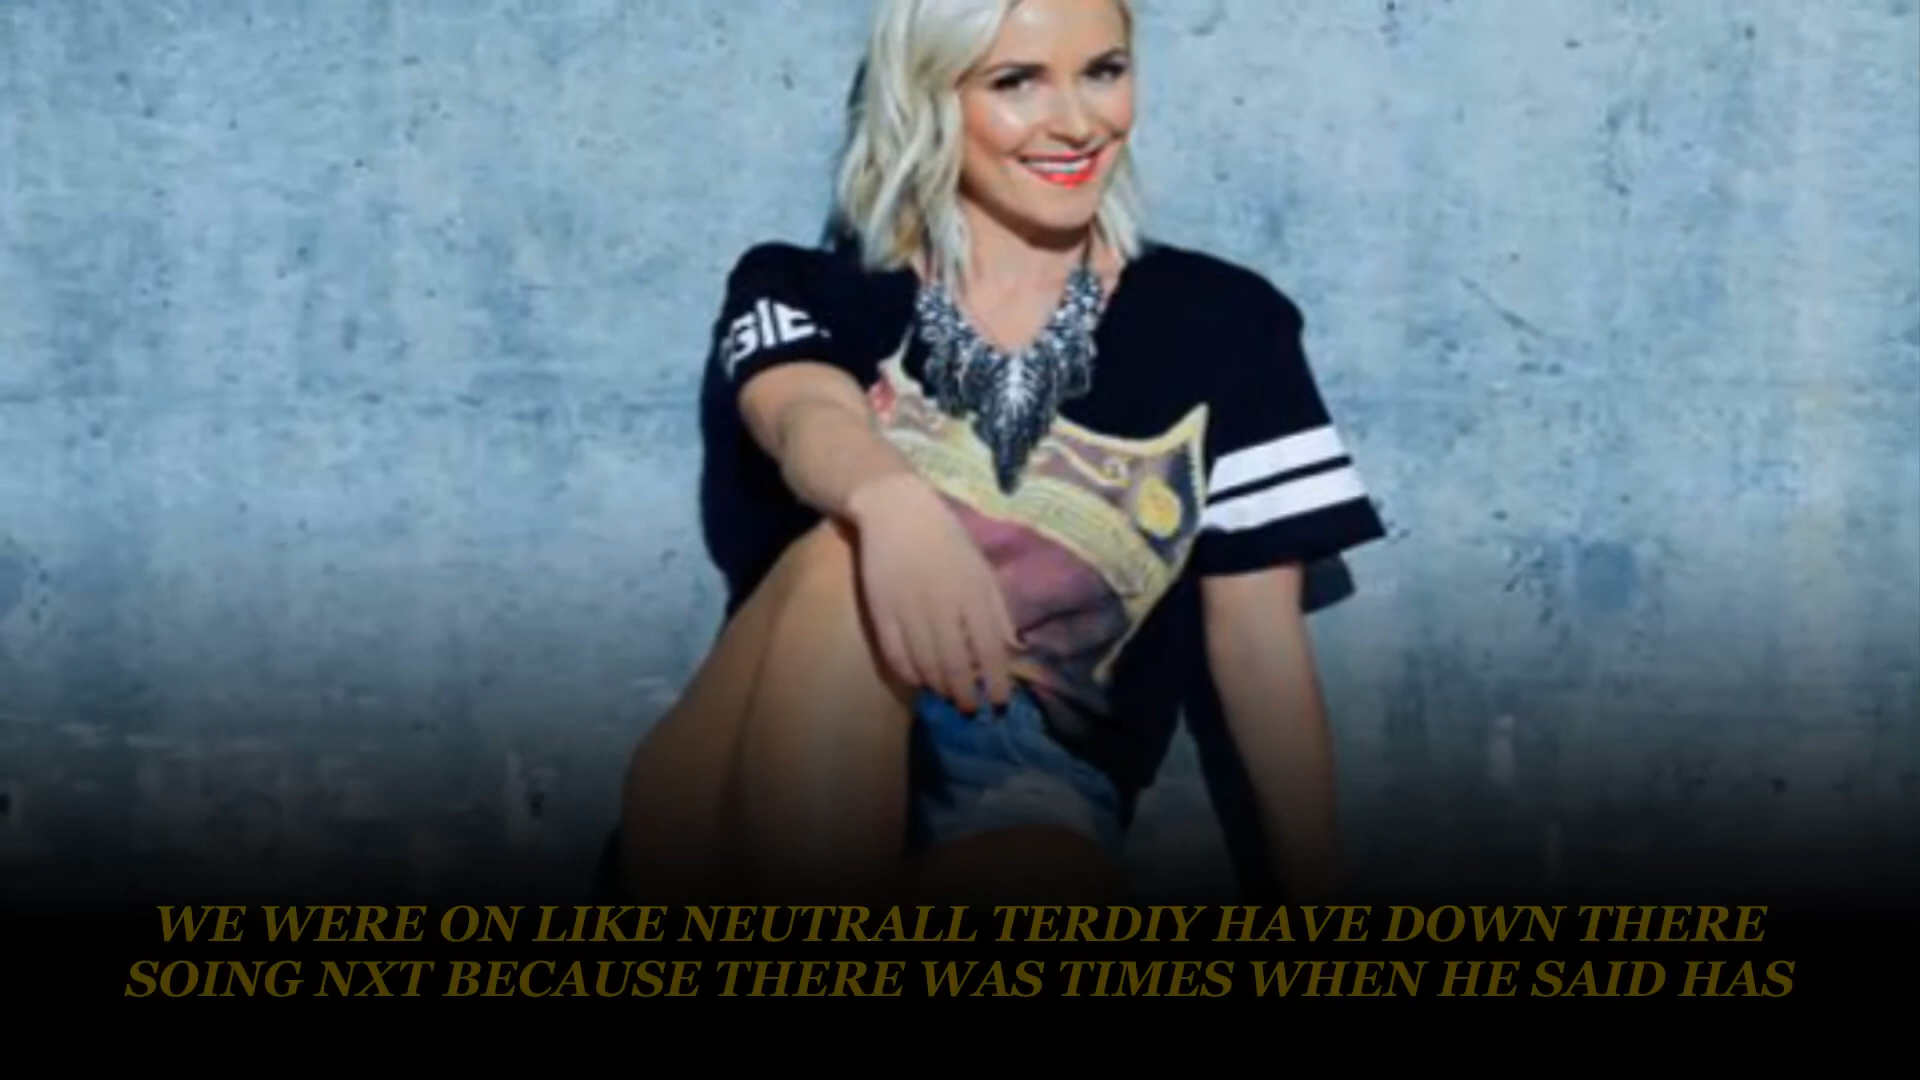 WE WERE ON LIKE NEUTRALL TERDIY HAVE DOWN THERE
SOING NXT BECAUSE THERE WAS TIMES WHEN HE SAID HAS